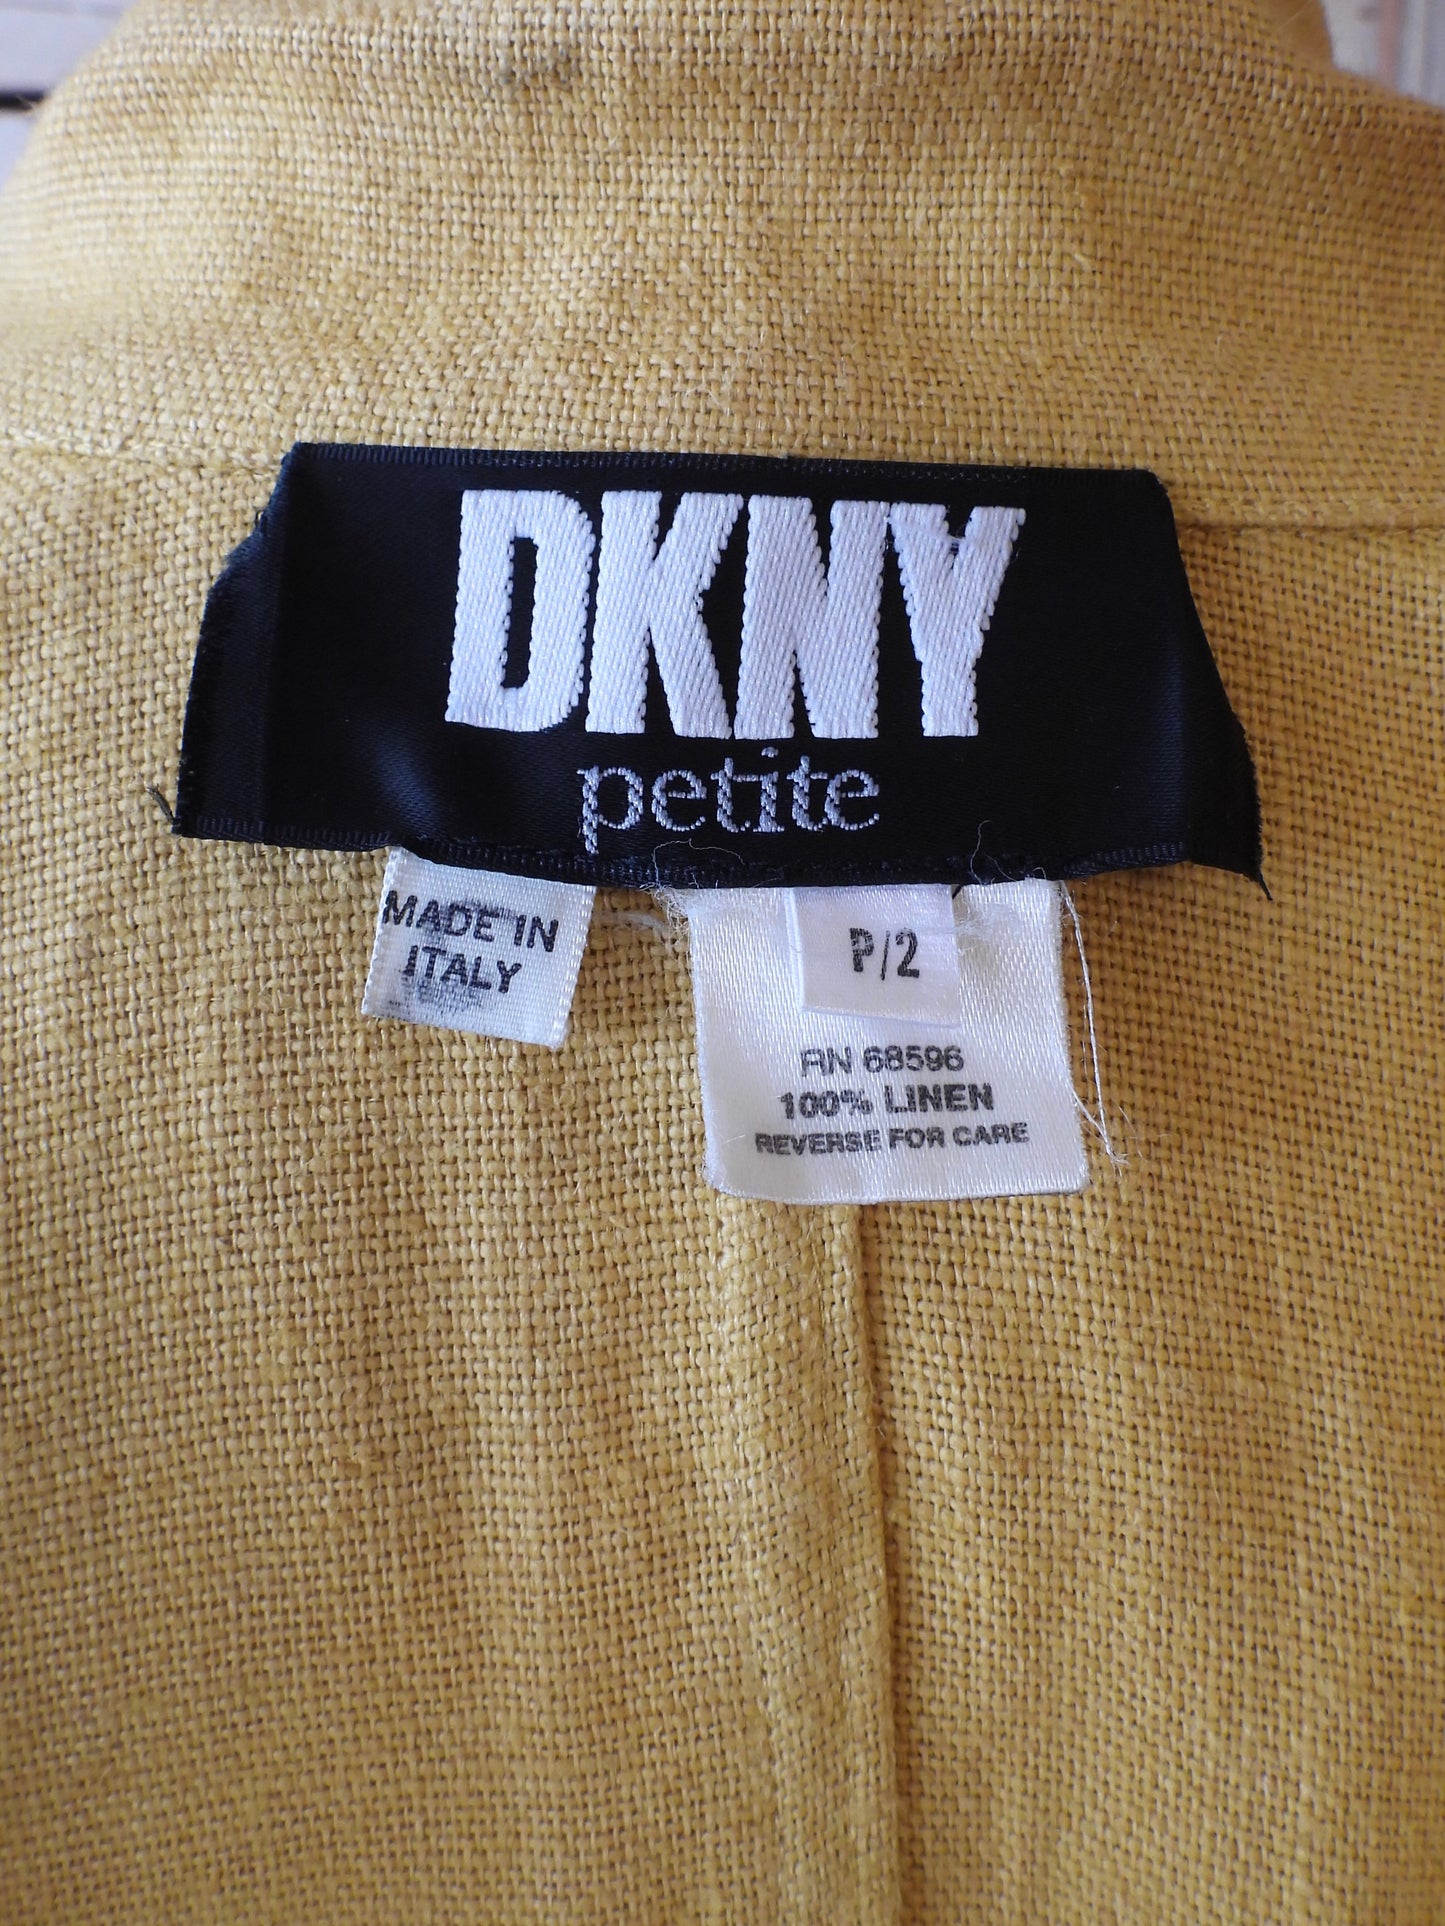 DKNY
petite
MADE IN
ITALY
P/2
RN 68596
100% LINEN
REVERSE FOR CARE